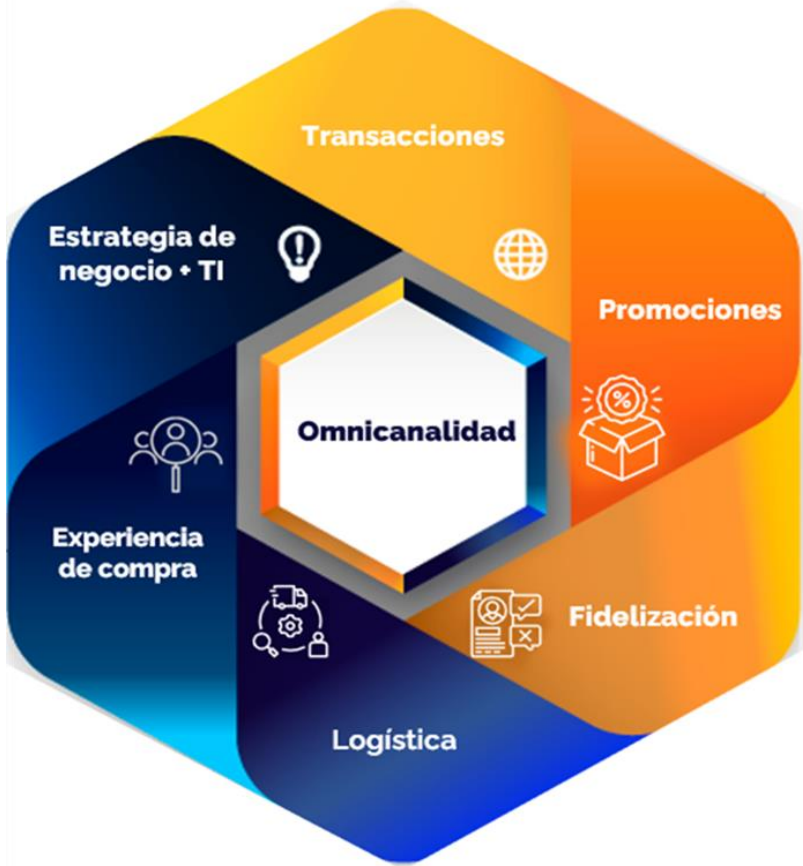 Transacciones
Estrategia de
negocio + TI
Promociones
Omnicanalidad
Experiencia
de compra
Fidelización
Logística